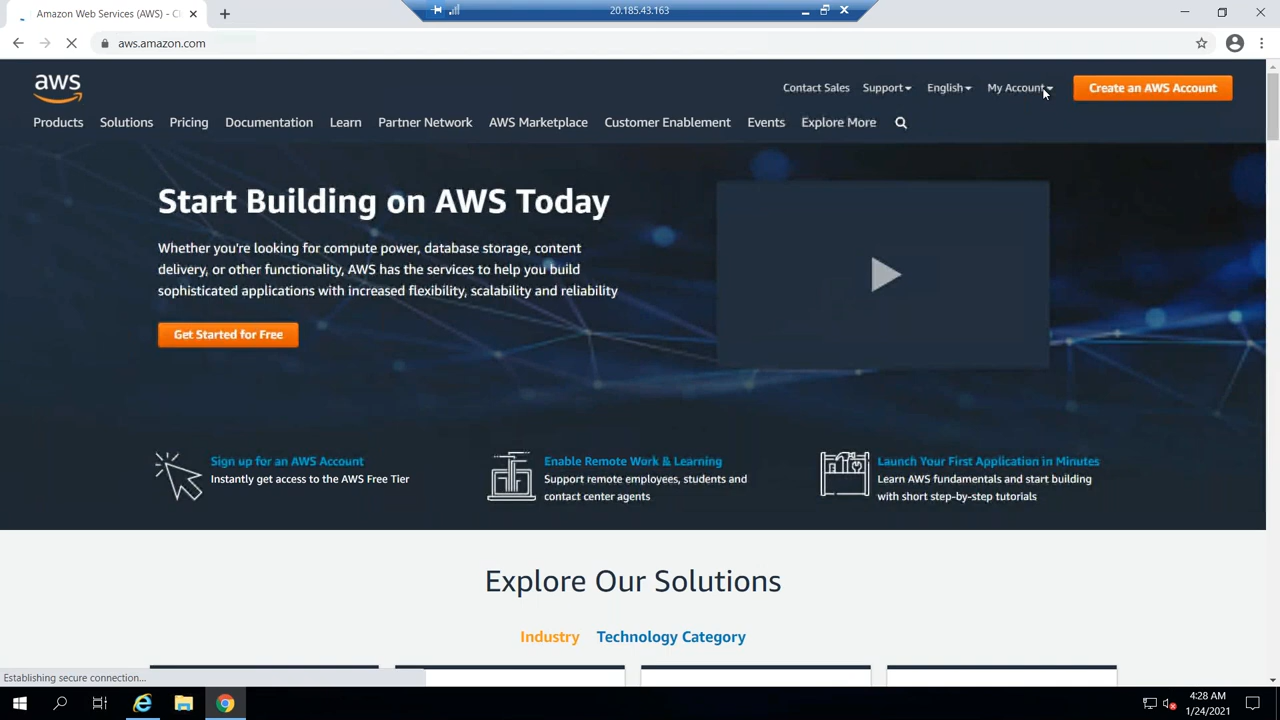 Amazon Web Services (AWS) - Cl
20.185.43.163
aws.amazon.com
aws
Contact Sales Support English My Account Create an AWS Account
Products Solutions Pricing Documentation Learn Partner Network AWS Marketplace Customer Enablement Events Explore More
Start Building on AWS Today
Whether you're looking for compute power, database storage, content
delivery, or other functionality, AWS has the services to help you build
sophisticated applications with increased flexibility, scalability and reliability
Get Started for Free
Sign up for an AWS Account
Instantly get access to the AWS Free Tier
Enable Remote Work & Learning
Support remote employees, students and
contact center agents
Launch Your First Application in Minutes
Learn AWS fundamentals and start building
with short step-by-step tutorials
Explore Our Solutions
Industry Technology Category
Establishing secure connection...
4:28 AM
1/24/2021